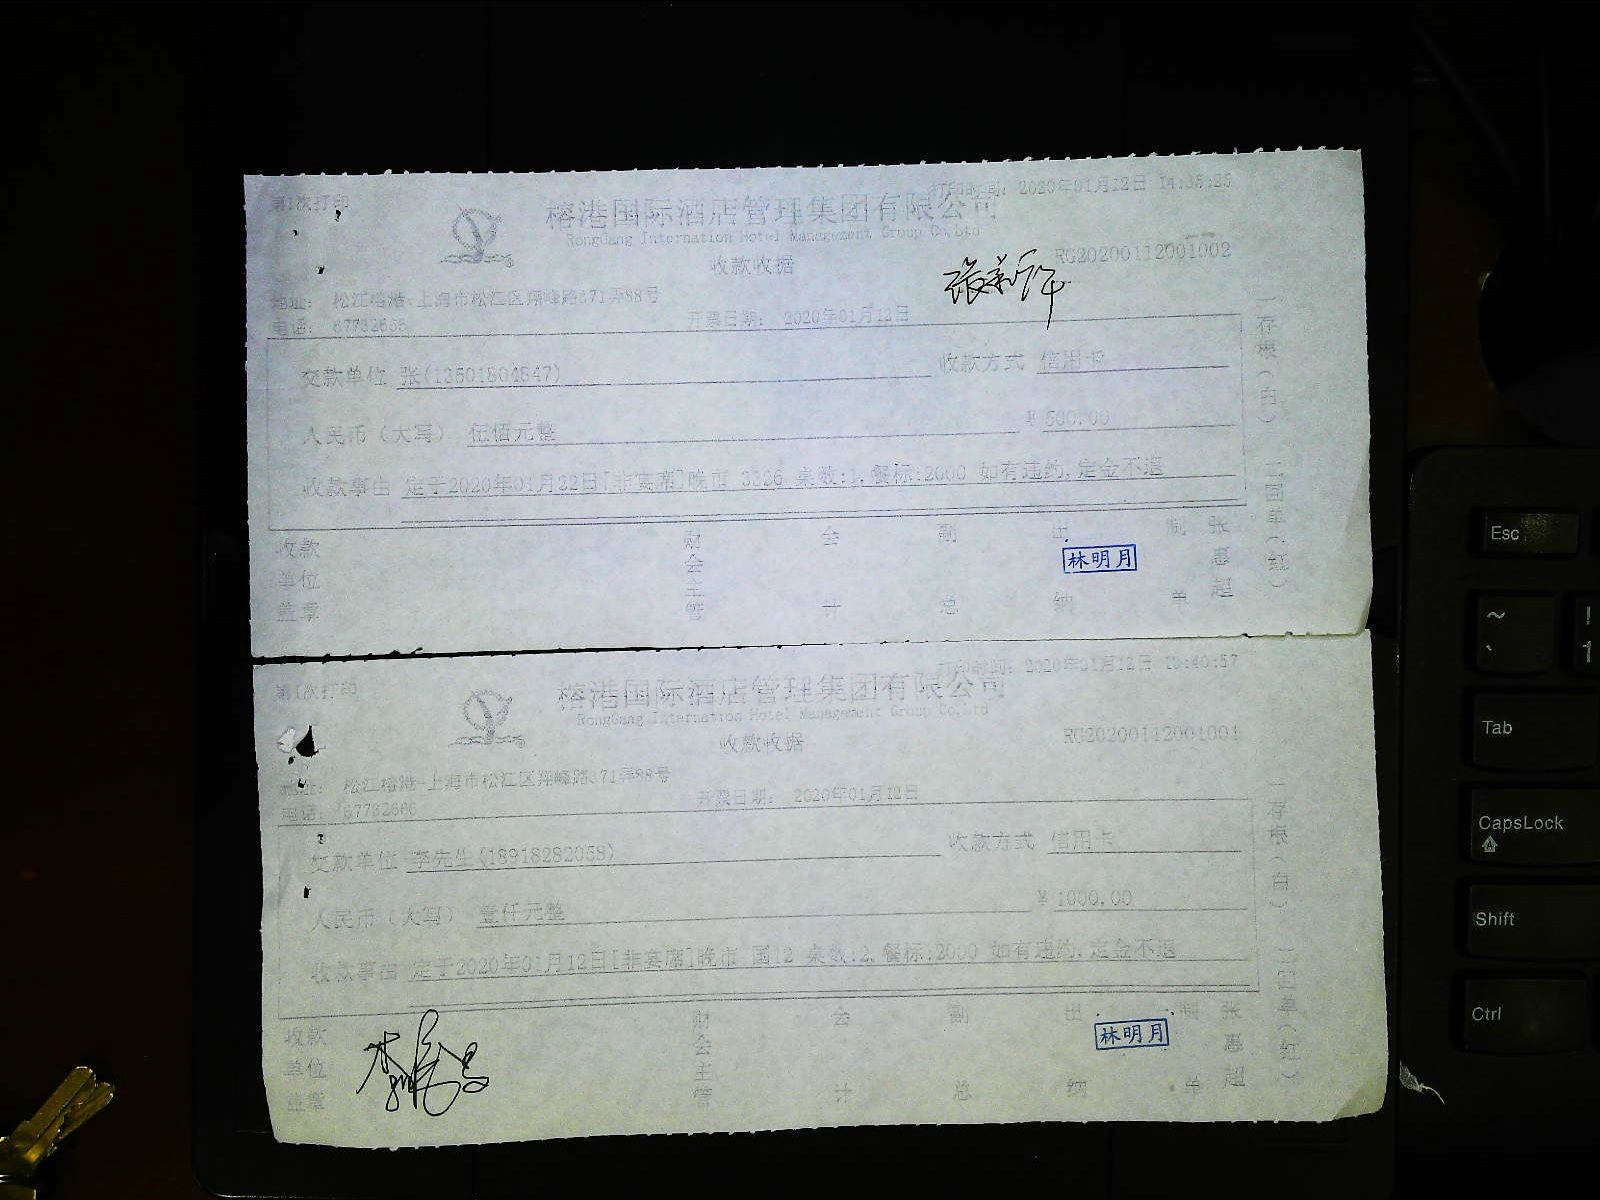 第1次打印
打印时间: 2020年01月12日 14:35:25
榕港国际酒店管理集团有限公司
RongGang Internation Hotel Management Group Co,Ltd
收款收据
RG20200112001002
地址: 松江榕港-上海市松江区翔峰路371弄88号
电话: 67732666
开票日期: 2020年01月12日
交款单位 张(13501804847)
收款方式 信用卡
人民币(大写) 伍佰元整
¥ 500.00
收款事由 定于2020年01月22日[非宴席]晚市 3326 桌数:1,餐标:2000 如有违约,定金不退
收款单位盖章
财会主管
会计
副总
出纳
林明月
制单
张惠超
一存根(白)
二回单(红)
第1次打印
打印时间: 2020年01月12日 10:40:57
榕港国际酒店管理集团有限公司
RongGang Internation Hotel Management Group Co,Ltd
收款收据
RG20200112001001
地址: 松江榕港-上海市松江区翔峰路371弄88号
电话: 67732666
开票日期: 2020年01月12日
交款单位 李先生(18918282058)
收款方式 信用卡
人民币(大写) 壹仟元整
¥ 1000.00
收款事由 定于2020年01月12日[非宴席]晚市 国12 桌数:2,餐标:2000 如有违约,定金不退
收款单位盖章
财会主管
会计
副总
出纳
林明月
制单
张惠超
一存根(白)
二回单(红)
Esc
~
`
!
1
Tab
CapsLock
A
Shift
Ctrl